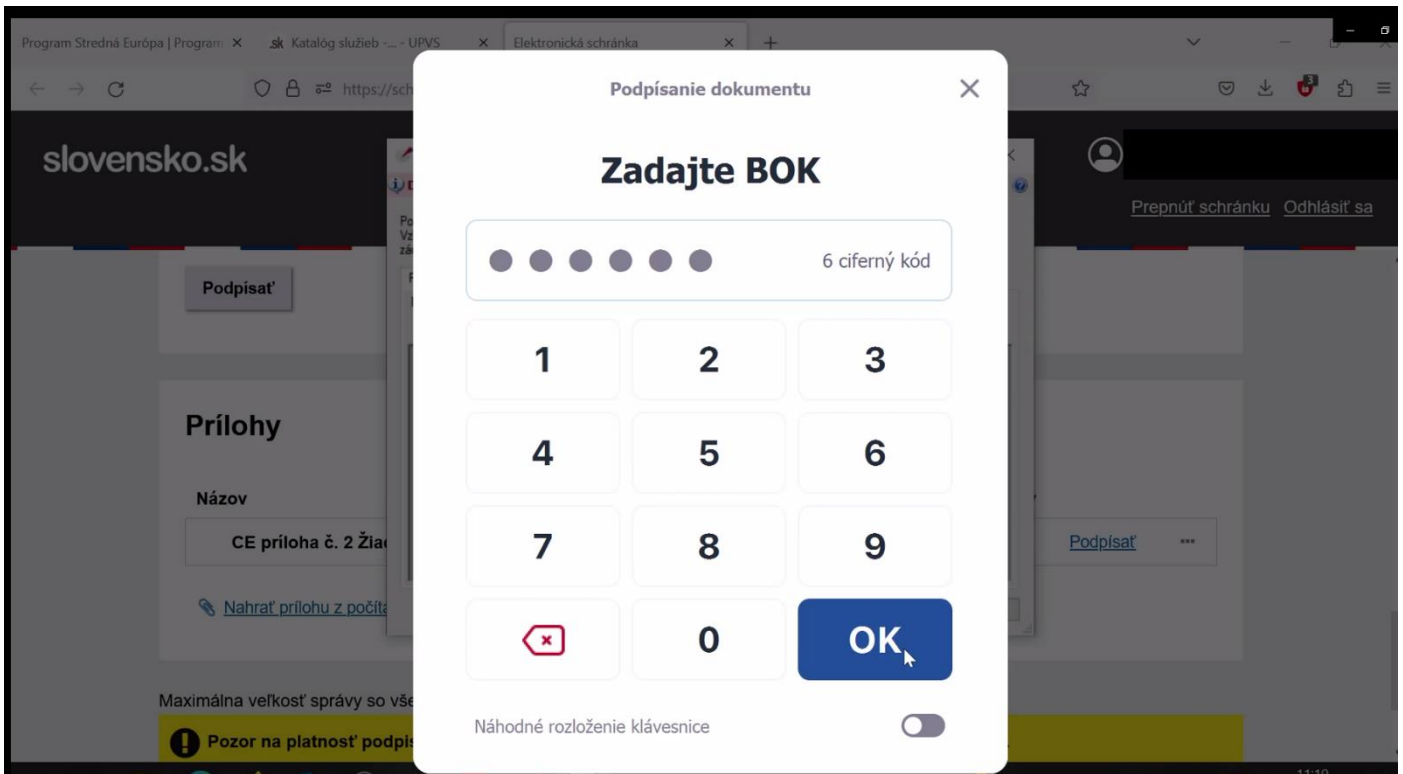 Program Stredná Európa | Program
.sk Katalóg služieb -... - UPVS
Elektronická schránka
https://sch
3
slovensko.sk
Prepnúť schránku Odhlásiť sa
Podpísať
Prílohy
Názov
CE príloha č. 2 Žia
Podpísať
Nahrať prílohu z počíta
Maximálna veľkosť správy so vše
Pozor na platnosť podpis
Podpísanie dokumentu
Zadajte BOK
6 ciferný kód
1 2 3
4 5 6
7 8 9
0 OK
Náhodné rozloženie klávesnice